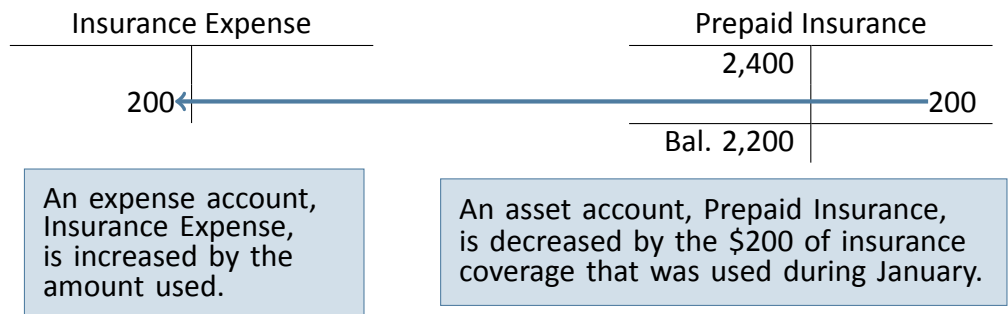 Insurance Expense
Prepaid Insurance
2,400
200
200
Bal. 2,200
An expense account,
Insurance Expense,
is increased by the
amount used.
An asset account, Prepaid Insurance,
is decreased by the $200 of insurance
coverage that was used during January.